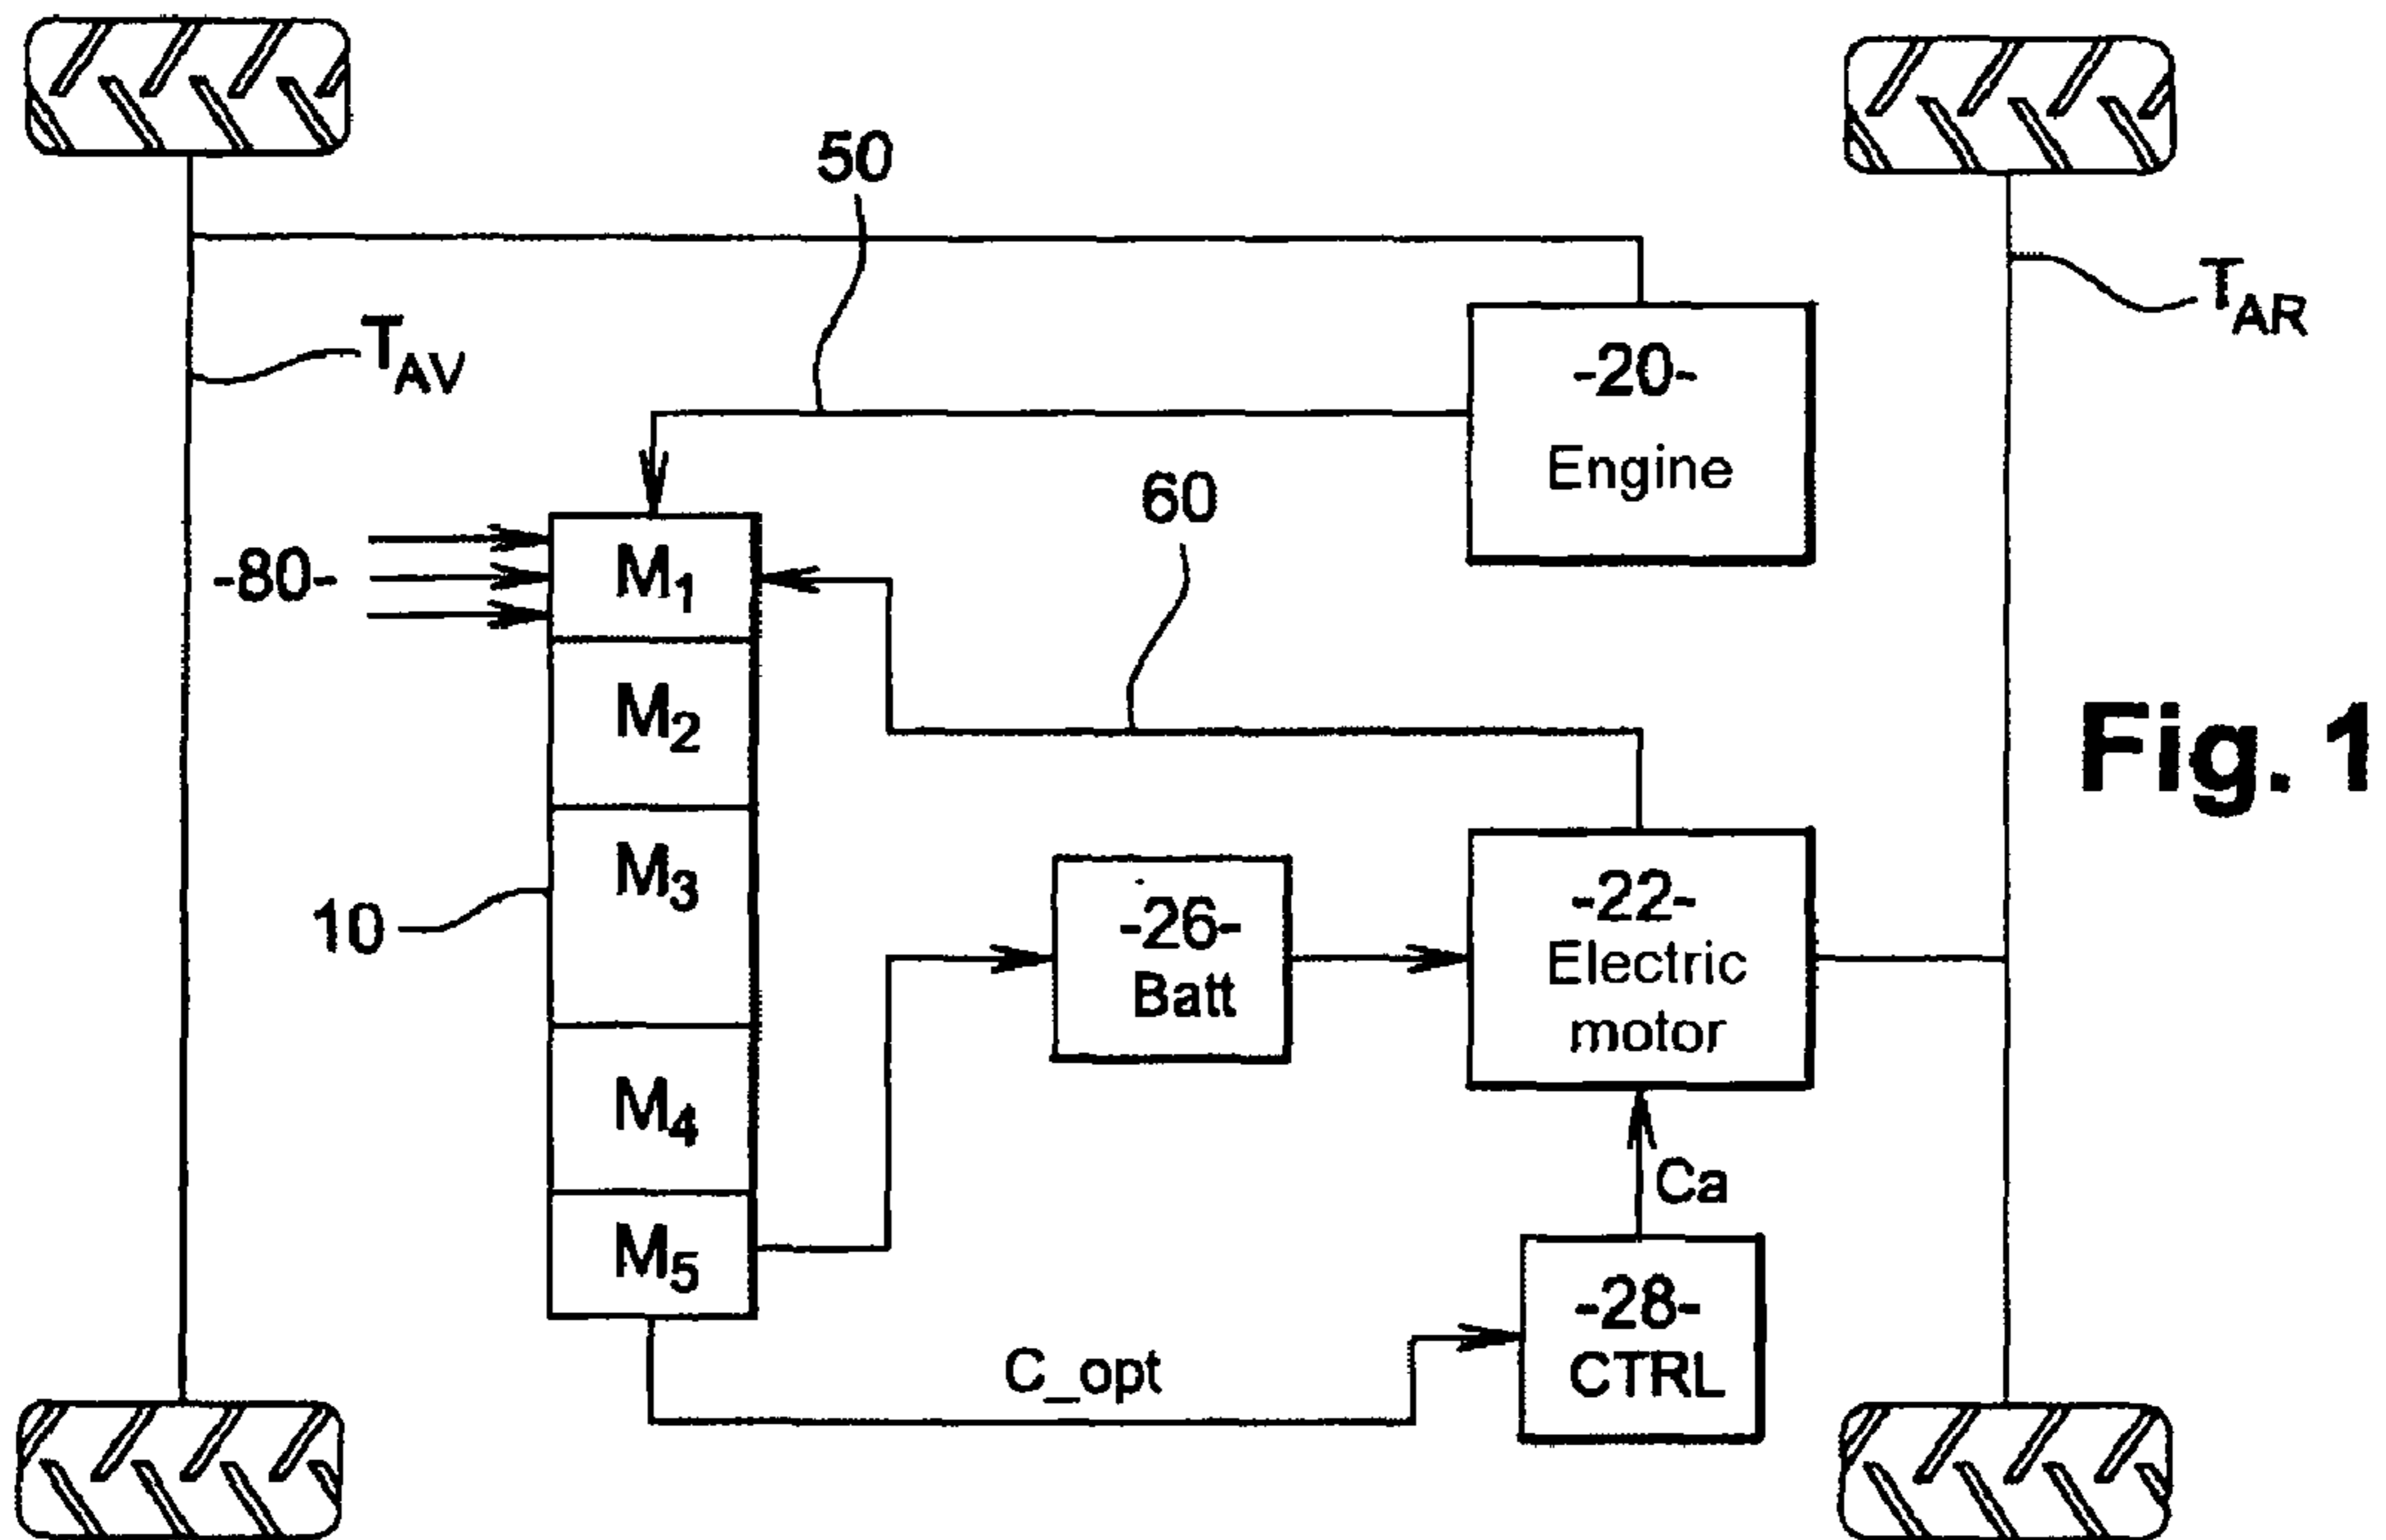 50
T_AV
T_AR
-20-
Engine
60
-80-
M₁
M₂
M₃
M₄
M₅
10
-26-
Batt
-22-
Electric
motor
Fig. 1
Ca
C_opt
-28-
CTRL